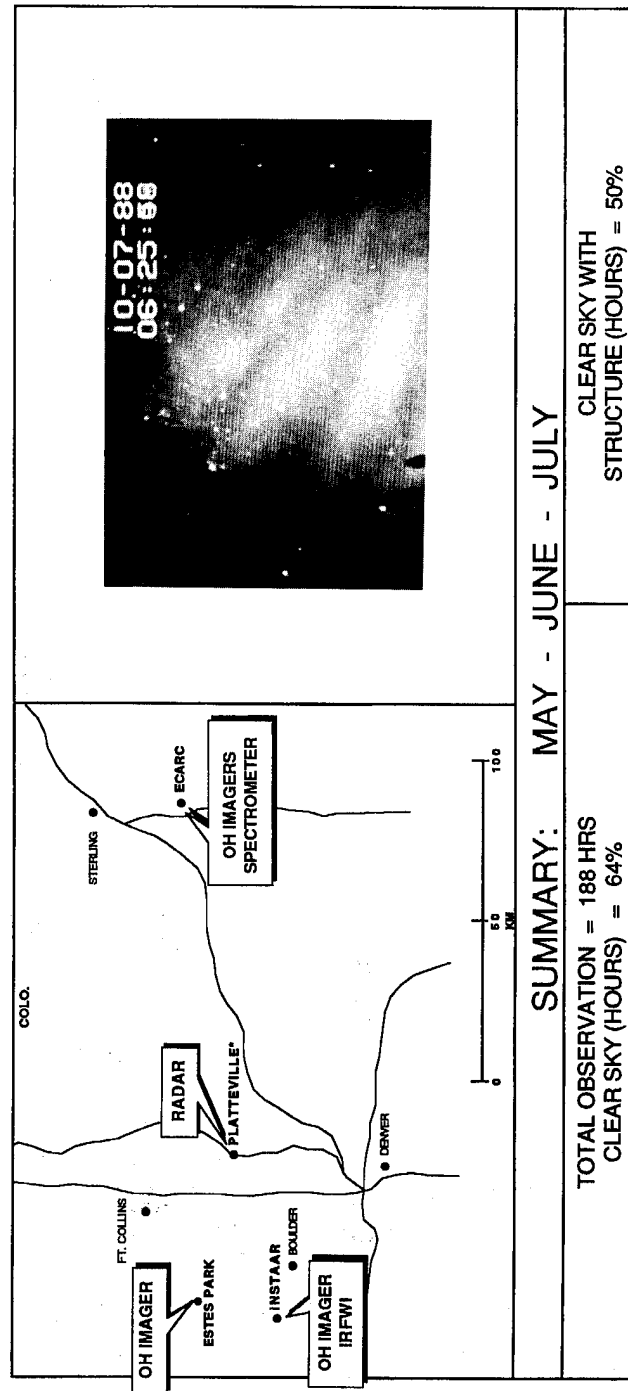 COLO.
STERLING
ECARC
OH IMAGERS
SPECTROMETER
RADAR
PLATTEVILLE*
FT. COLLINS
OH IMAGER
ESTES PARK
INSTAAR
BOULDER
OH IMAGER
IRFWI
DENVER
0
50
100
KM
10-07-88
06:25:
SUMMARY: MAY - JUNE - JULY
TOTAL OBSERVATION = 188 HRS
CLEAR SKY (HOURS) = 64%
CLEAR SKY WITH
STRUCTURE (HOURS) = 50%